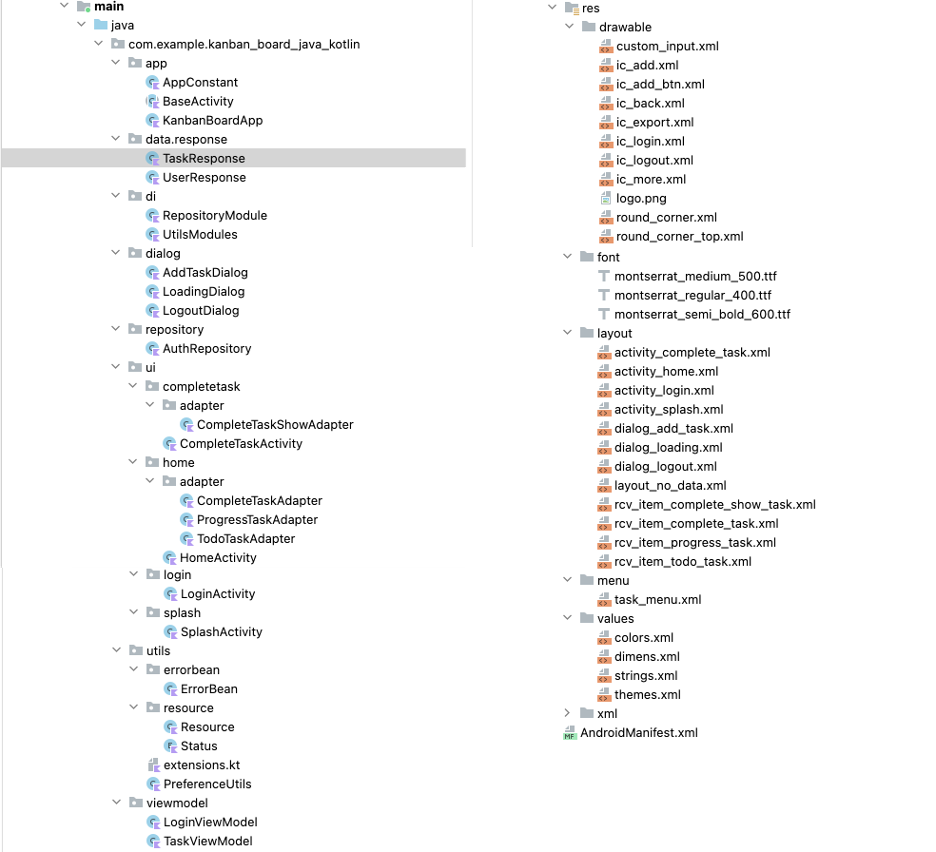 main
java
com.example.kanban_board_java_kotlin
app
AppConstant
BaseActivity
KanbanBoardApp
data.response
TaskResponse
UserResponse
di
RepositoryModule
UtilsModules
dialog
AddTaskDialog
LoadingDialog
LogoutDialog
repository
AuthRepository
ui
completetask
adapter
CompleteTaskShowAdapter
CompleteTaskActivity
home
adapter
CompleteTaskAdapter
ProgressTaskAdapter
TodoTaskAdapter
HomeActivity
login
LoginActivity
splash
SplashActivity
utils
errorbean
ErrorBean
resource
Resource
Status
extensions.kt
PreferenceUtils
viewmodel
LoginViewModel
TaskViewModel
res
drawable
custom_input.xml
ic_add.xml
ic_add_btn.xml
ic_back.xml
ic_export.xml
ic_login.xml
ic_logout.xml
ic_more.xml
logo.png
round_corner.xml
round_corner_top.xml
font
montserrat_medium_500.ttf
montserrat_regular_400.ttf
montserrat_semi_bold_600.ttf
layout
activity_complete_task.xml
activity_home.xml
activity_login.xml
activity_splash.xml
dialog_add_task.xml
dialog_loading.xml
dialog_logout.xml
layout_no_data.xml
rcv_item_complete_show_task.xml
rcv_item_complete_task.xml
rcv_item_progress_task.xml
rcv_item_todo_task.xml
menu
task_menu.xml
values
colors.xml
dimens.xml
strings.xml
themes.xml
xml
MF AndroidManifest.xml